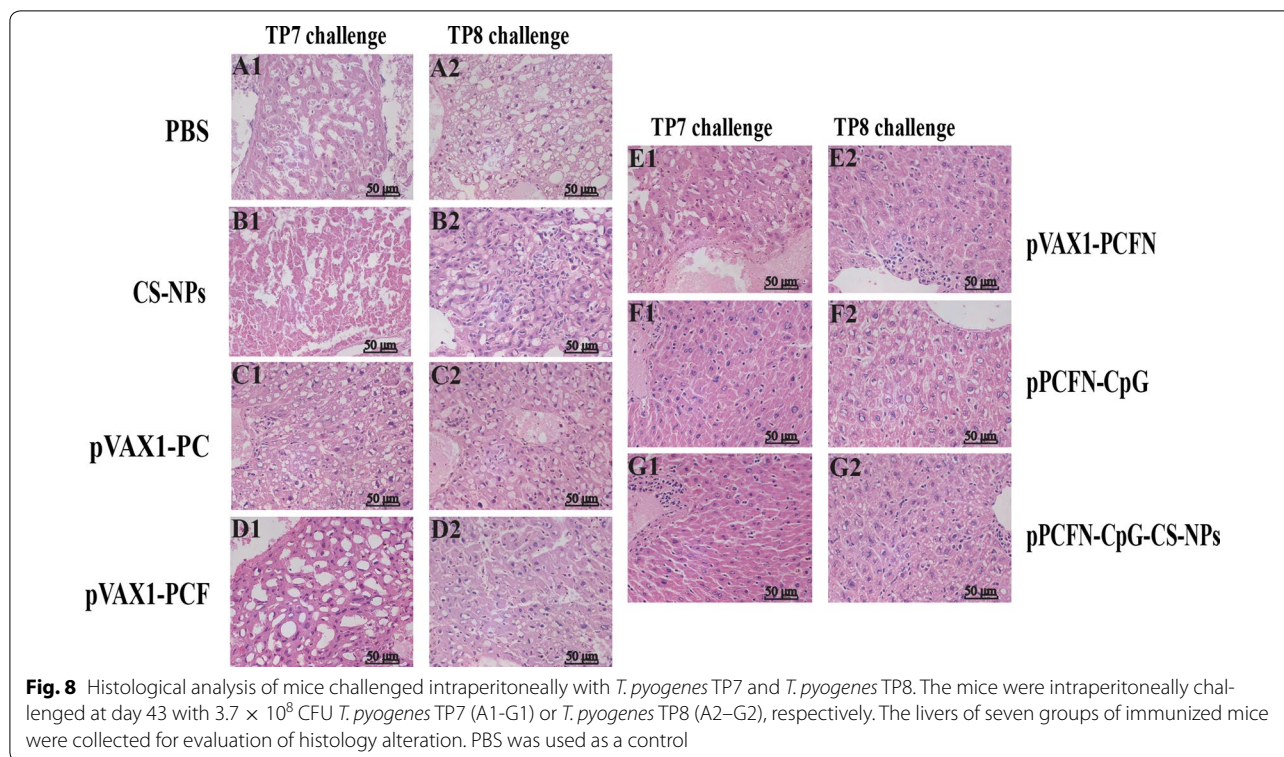 TP7 challenge TP8 challenge
PBS
A1 50 μm
A2 50 μm
CS-NPs
B1 50 μm
B2 50 μm
pVAX1-PC
C1 50 μm
C2 50 μm
pVAX1-PCF
D1 50 μm
D2 50 μm
TP7 challenge TP8 challenge
E1 50 μm
E2 50 μm
pVAX1-PCFN
F1 50 μm
F2 50 μm
pPCFN-CpG
G1 50 μm
G2 50 μm
pPCFN-CpG-CS-NPs
Fig. 8 Histological analysis of mice challenged intraperitoneally with T. pyogenes TP7 and T. pyogenes TP8. The mice were intraperitoneally chal-
lenged at day 43 with 3.7 × 10⁸ CFU T. pyogenes TP7 (A1-G1) or T. pyogenes TP8 (A2–G2), respectively. The livers of seven groups of immunized mice
were collected for evaluation of histology alteration. PBS was used as a control